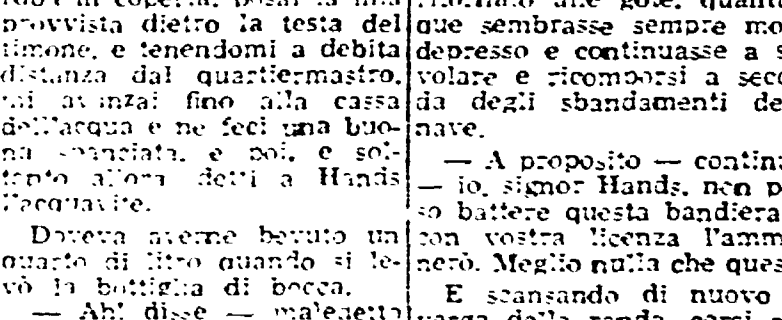 provvista dietro la testa del
timone, e tenendomi a debita
distanza dal quartiermastro,
mi avanzai fino alla cassa
dell'acqua e ne feci una buo-
na e poi, e sol-
tanto allora detti a Hands
l'acquavite.
Doveva averne bevuto un
quarto di litro quando si le-
vò la bottiglia di bocca.
— Ah! disse — maledetto
que sembrasse sempre mo
depresso e continuasse a s
volare e ricomporsi a seco
da degli sbandamenti de
nave.
— A proposito — contin
— io, signor Hands, non p
so battere questa bandiera
con vostra licenza l'amm
nerò. Meglio nulla che ques
E scansando di nuovo